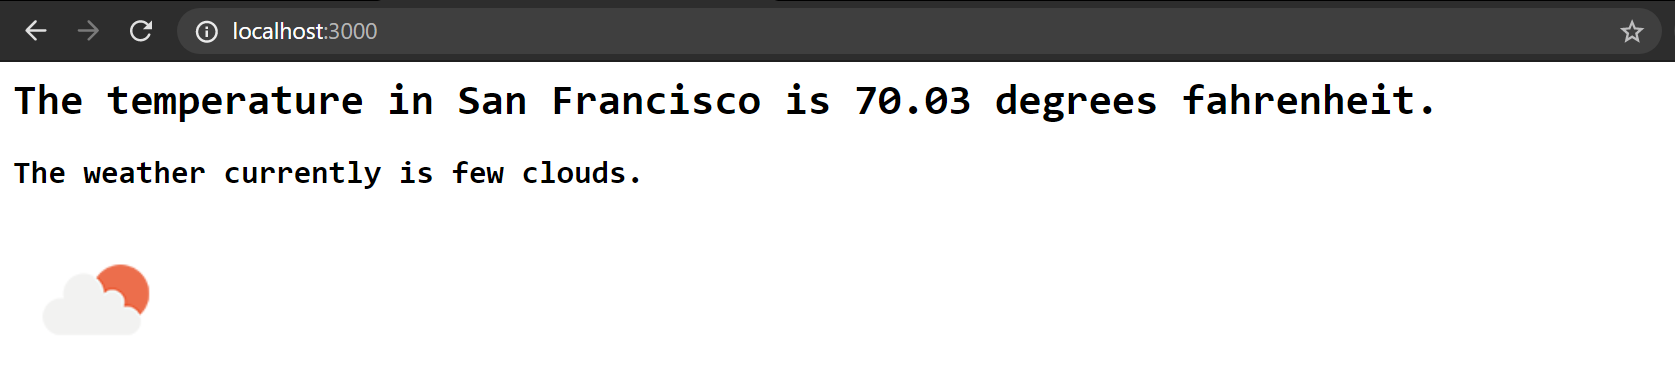 localhost:3000
The temperature in San Francisco is 70.03 degrees fahrenheit.
The weather currently is few clouds.